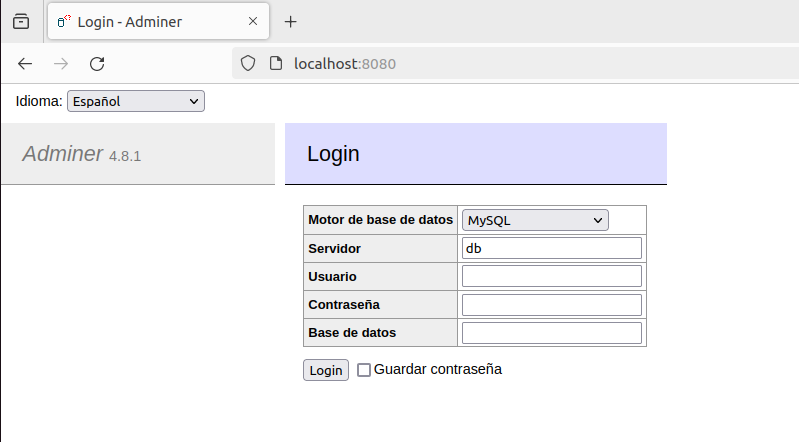 Login - Adminer
localhost:8080
Idioma: Español
Adminer 4.8.1
Login
Motor de base de datos MySQL
Servidor db
Usuario
Contraseña
Base de datos
Login Guardar contraseña